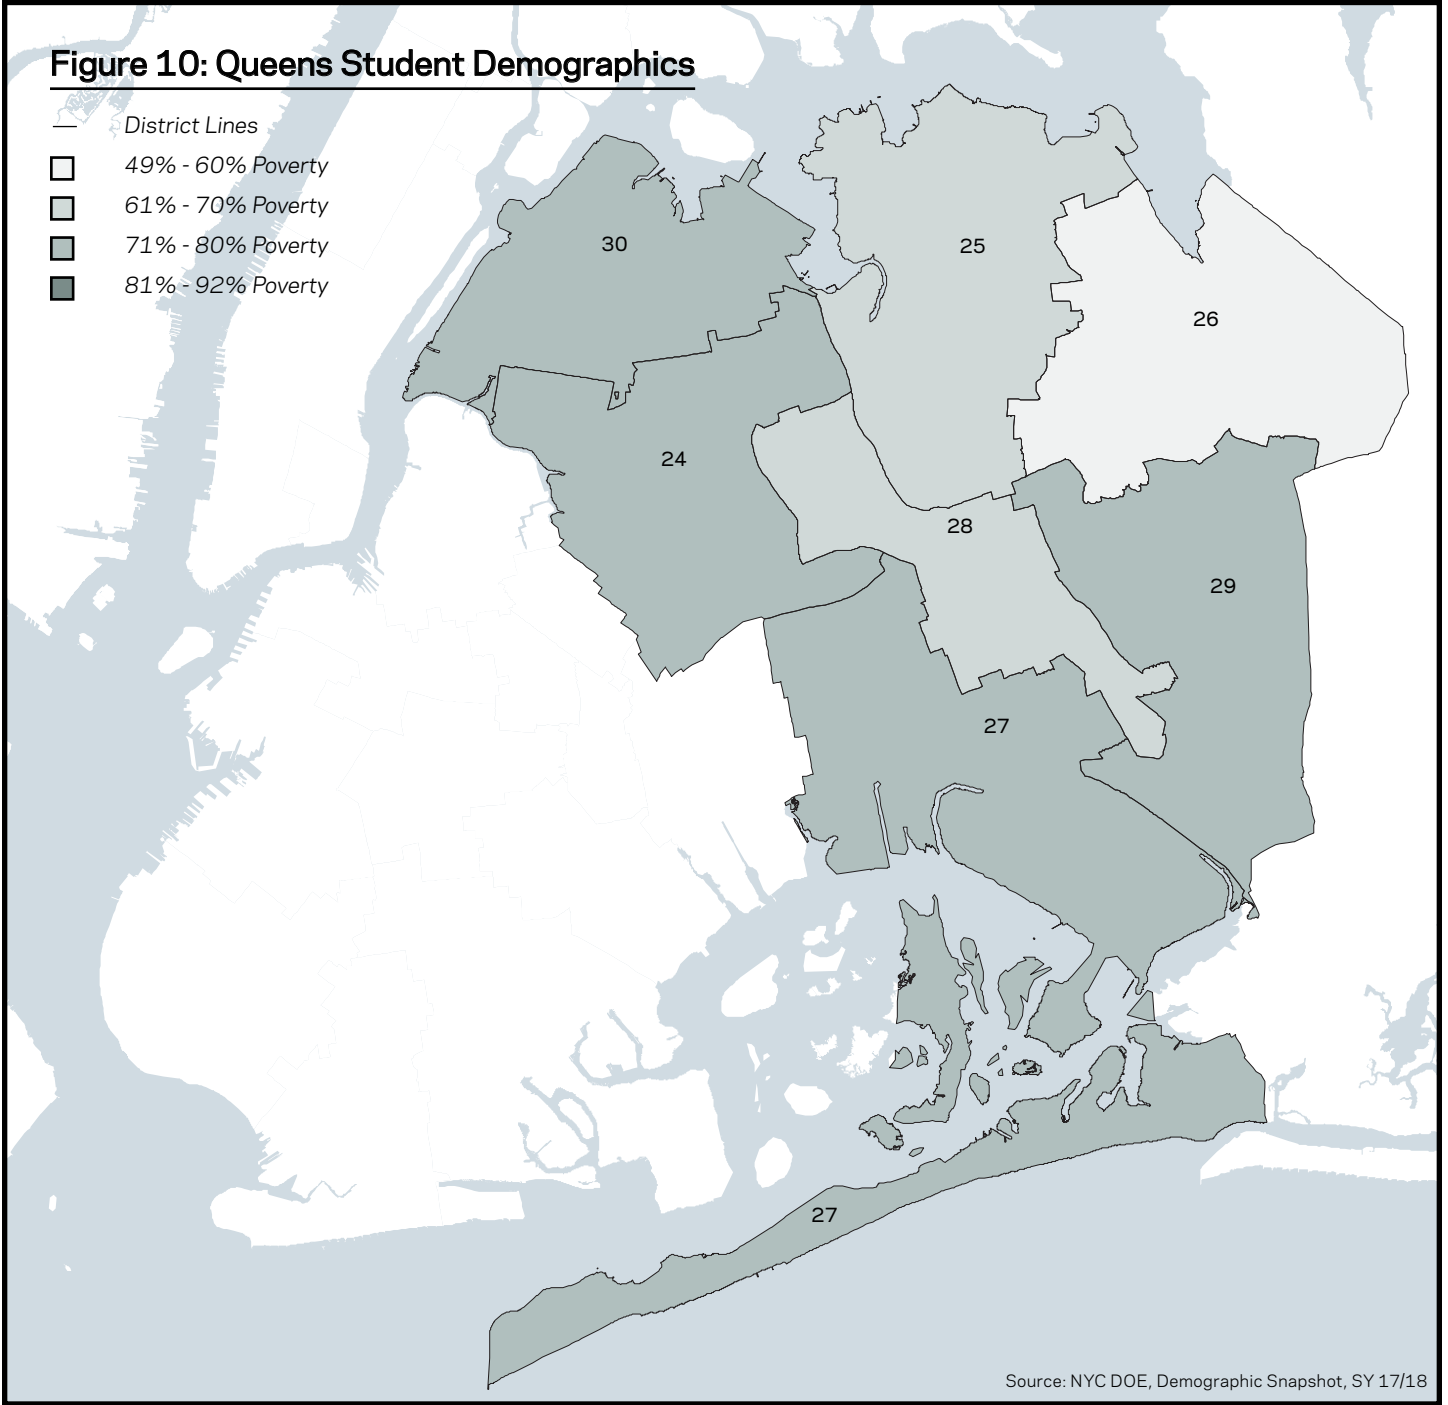 Figure 10: Queens Student Demographics
District Lines
49% - 60% Poverty
61% - 70% Poverty
71% - 80% Poverty
81% - 92% Poverty
30
25
26
24
28
29
27
27
Source: NYC DOE, Demographic Snapshot, SY 17/18